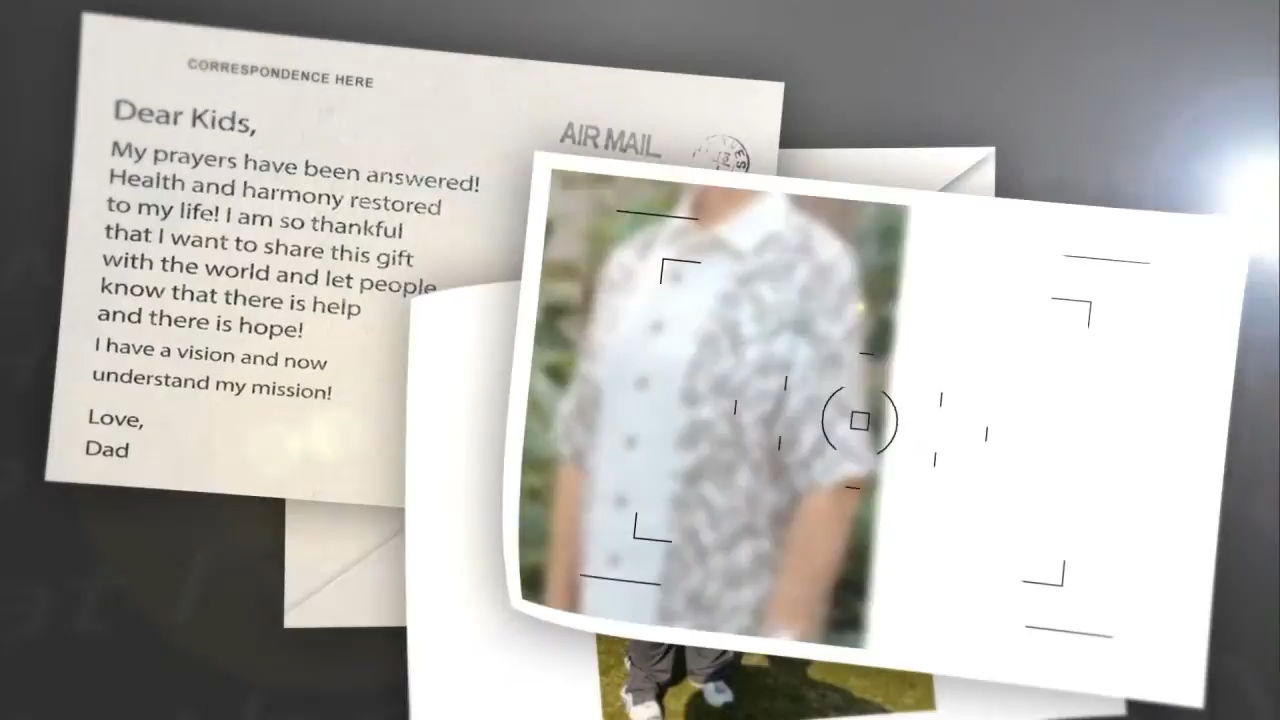 CORRESPONDENCE HERE
Dear Kids,
AIR MAIL
My prayers have been answered!
Health and harmony restored
to my life! I am so thankful
that I want to share this gift
with the world and let people
know that there is help
and there is hope!
I have a vision and now
understand my mission!
Love,
Dad